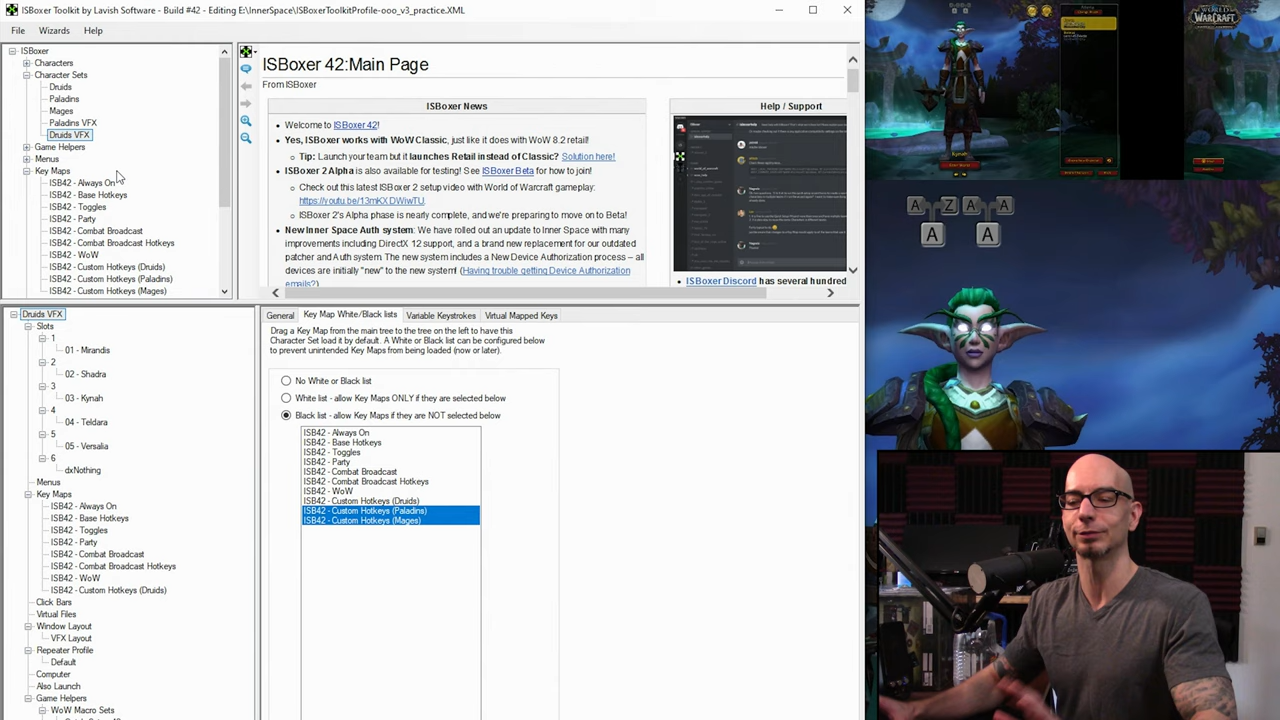 ISBoxer Toolkit by Lavish Software - Build #42 - Editing E:\InnerSpace\ISBoxerToolkitProfile-ooo_v3_practice.XML
File Wizards Help
ISBoxer
Characters
Character Sets
Druids
Paladins
Mages
Paladins VFX
Druids VFX
Game Helpers
Menus
Key Maps
ISB42 - Always On
ISB42 - Base Hotkeys
ISB42 - Toggles
ISB42 - Party
ISB42 - Combat Broadcast
ISB42 - Combat Broadcast Hotkeys
ISB42 - WoW
ISB42 - Custom Hotkeys (Druids)
ISB42 - Custom Hotkeys (Paladins)
ISB42 - Custom Hotkeys (Mages)
ISBoxer 42:Main Page
From ISBoxer
ISBoxer News
Welcome to ISBoxer 42!
Yes, ISBoxer works with WoW Classic, just like it does with WoW 8.2 retail!
Tip: Launch your team but it launches Retail instead of Classic? Solution here!
ISBoxer 2 Alpha is also available for testing! See ISBoxer Beta for how to join!
Check out this latest ISBoxer 2 setup video with World of Warcraft gameplay:
https://youtu.be/13mKXDWiwTU.
ISBoxer 2's Alpha phase is nearly complete, and we're preparing to move on to Beta!
New Inner Space Auth system: We have rolled out an update to Inner Space with many
improvements including DirectX 12 support, and a brand new replacement for our outdated
patcher and Auth system. The new system includes a New Device Authorization process – all
devices are initially "new" to the new system! (Having trouble getting Device Authorization
emails?)
Help / Support
ISBoxer Discord has several hundred
Druids VFX
Slots
1
01 - Mirandis
2
02 - Shadra
3
03 - Kynah
4
04 - Teldara
5
05 - Versalia
6
dxNothing
Menus
Key Maps
ISB42 - Always On
ISB42 - Base Hotkeys
ISB42 - Toggles
ISB42 - Party
ISB42 - Combat Broadcast
ISB42 - Combat Broadcast Hotkeys
ISB42 - WoW
ISB42 - Custom Hotkeys (Druids)
Click Bars
Virtual Files
Window Layout
VFX Layout
Repeater Profile
Default
Computer
Also Launch
Game Helpers
WoW Macro Sets
General Key Map White/Black lists Variable Keystrokes Virtual Mapped Keys
Drag a Key Map from the main tree to the tree on the left to have this
Character Set load it by default. A White or Black list can be configured below
to prevent unintended Key Maps from being loaded (now or later).
No White or Black list
White list - allow Key Maps ONLY if they are selected below
Black list - allow Key Maps if they are NOT selected below
ISB42 - Always On
ISB42 - Base Hotkeys
ISB42 - Toggles
ISB42 - Party
ISB42 - Combat Broadcast
ISB42 - Combat Broadcast Hotkeys
ISB42 - WoW
ISB42 - Custom Hotkeys (Druids)
ISB42 - Custom Hotkeys (Paladins)
ISB42 - Custom Hotkeys (Mages)
WORLD OF WARCRAFT
Kynah
A Z A A
A A